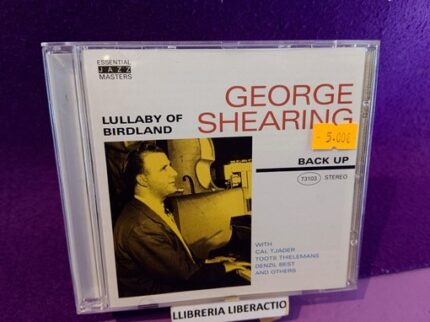 ESSENTIAL
JAZZ
MASTERS
GEORGE
SHEARING
LULLABY OF
BIRDLAND
5.00€
BACK UP
73103 STEREO
WITH
CAL TJADER
TOOTS THIELEMANS
DENZIL BEST
AND OTHERS
LLIBRERIA LIBERACTIO